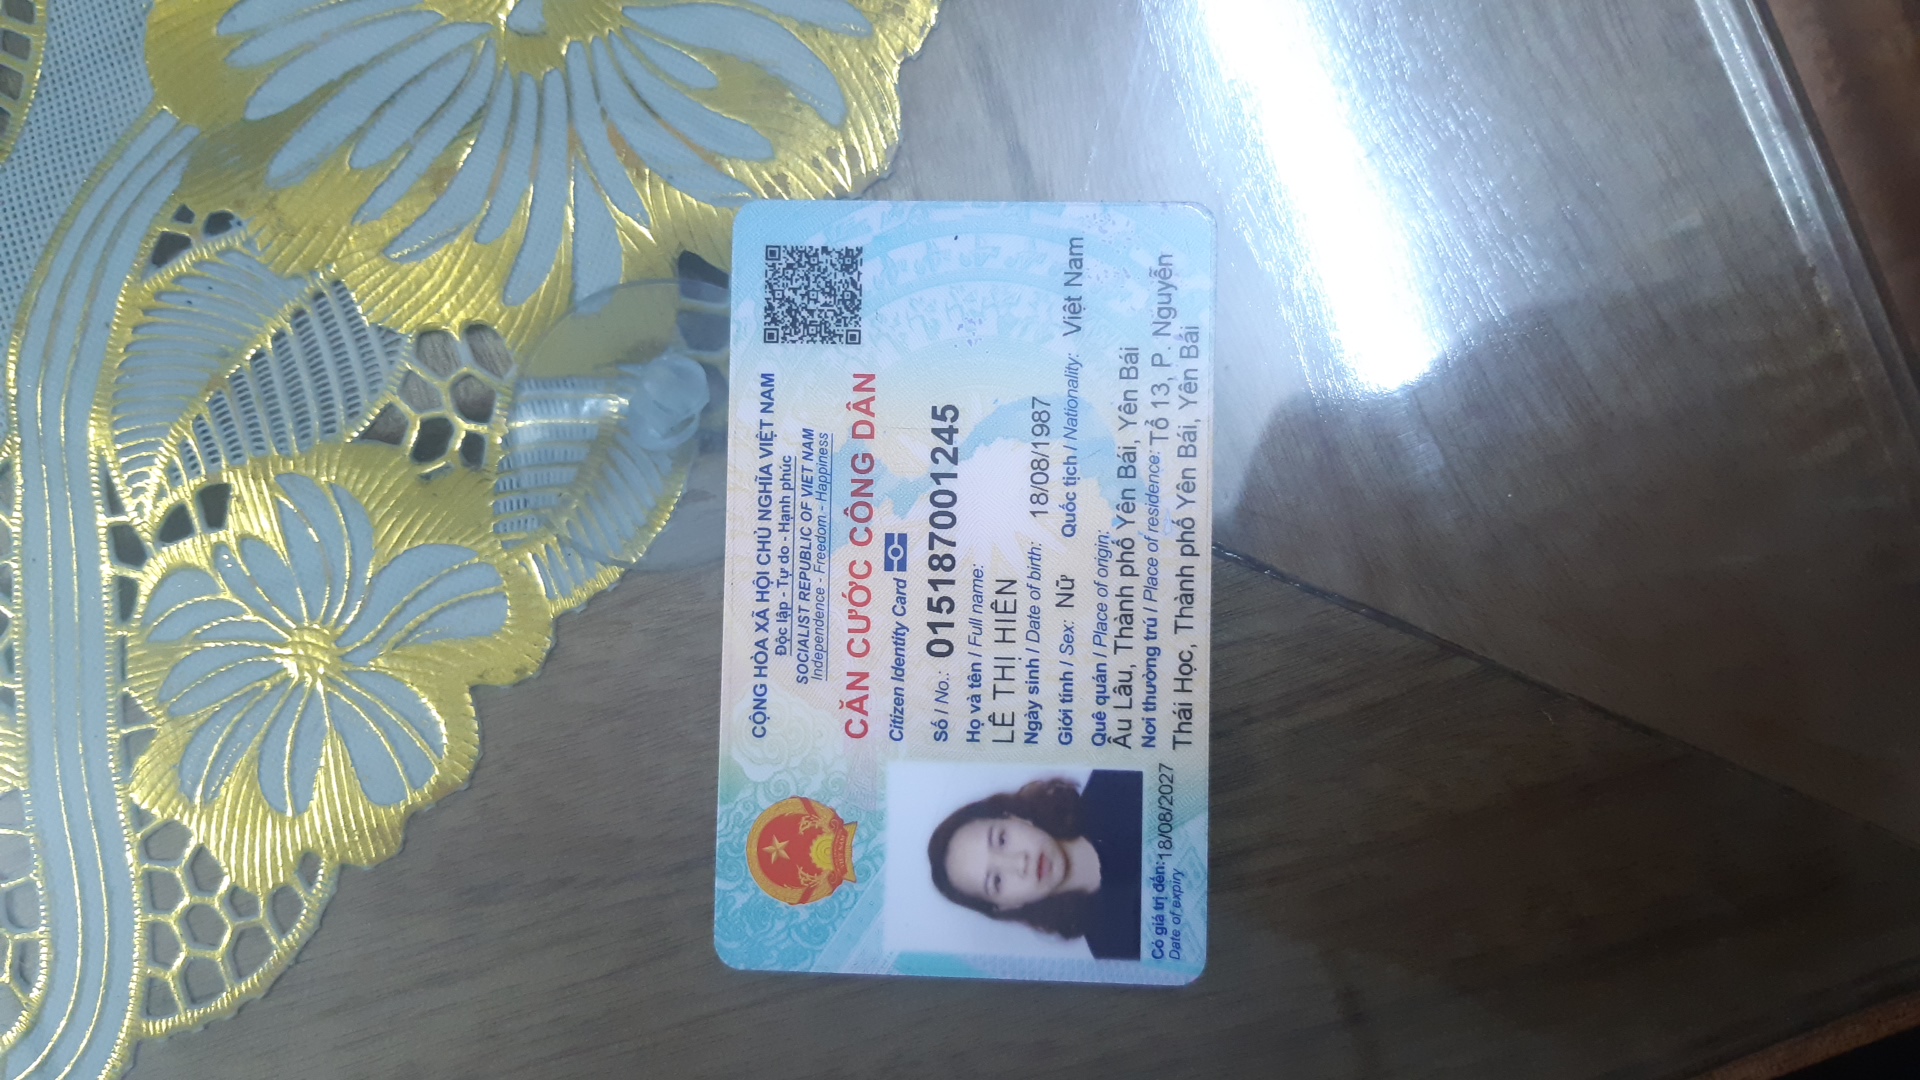 CỘNG HÒA XÃ HỘI CHỦ NGHĨA VIỆT NAM
Độc lập - Tự do - Hạnh phúc
SOCIALIST REPUBLIC OF VIET NAM
Independence - Freedom - Happiness
CĂN CƯỚC CÔNG DÂN
Citizen Identity Card
Số / No.: 015187001245
Họ và tên / Full name:
LÊ THỊ HIÊN
Ngày sinh / Date of birth: 18/08/1987
Giới tính / Sex: Nữ Quốc tịch / Nationality: Việt Nam
Quê quán / Place of origin:
Âu Lâu, Thành phố Yên Bái, Yên Bái
Nơi thường trú / Place of residence: Tổ 13, P. Nguyễn
Thái Học, Thành phố Yên Bái, Yên Bái
Có giá trị đến: 18/08/2027
Date of expiry
VIỆT NAM